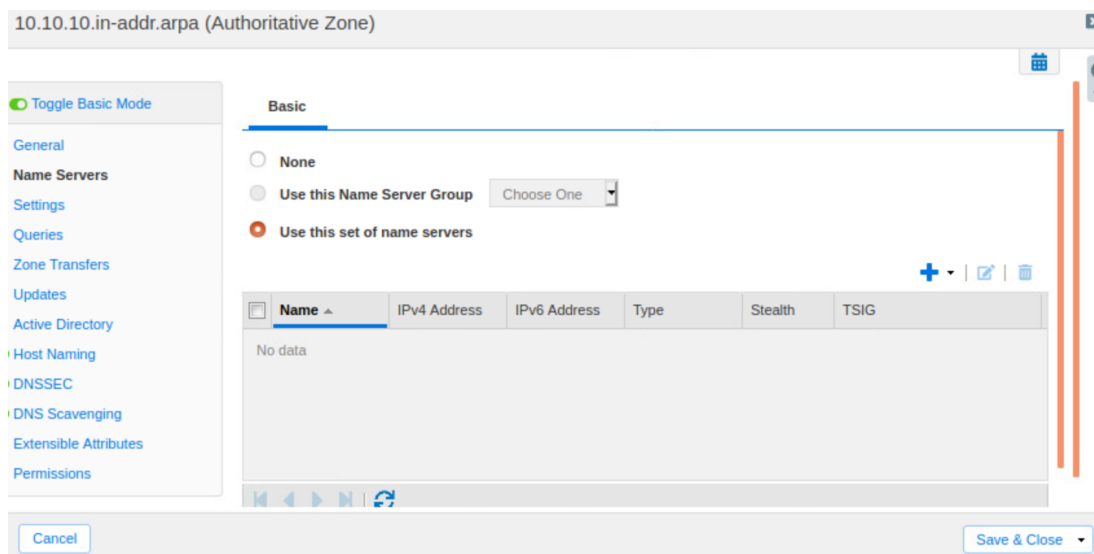 10.10.10.in-addr.arpa (Authoritative Zone)
Toggle Basic Mode
General
Name Servers
Settings
Queries
Zone Transfers
Updates
Active Directory
Host Naming
DNSSEC
DNS Scavenging
Extensible Attributes
Permissions
Basic
None
Use this Name Server Group Choose One
Use this set of name servers
Name IPv4 Address IPv6 Address Type Stealth TSIG
No data
Cancel Save & Close